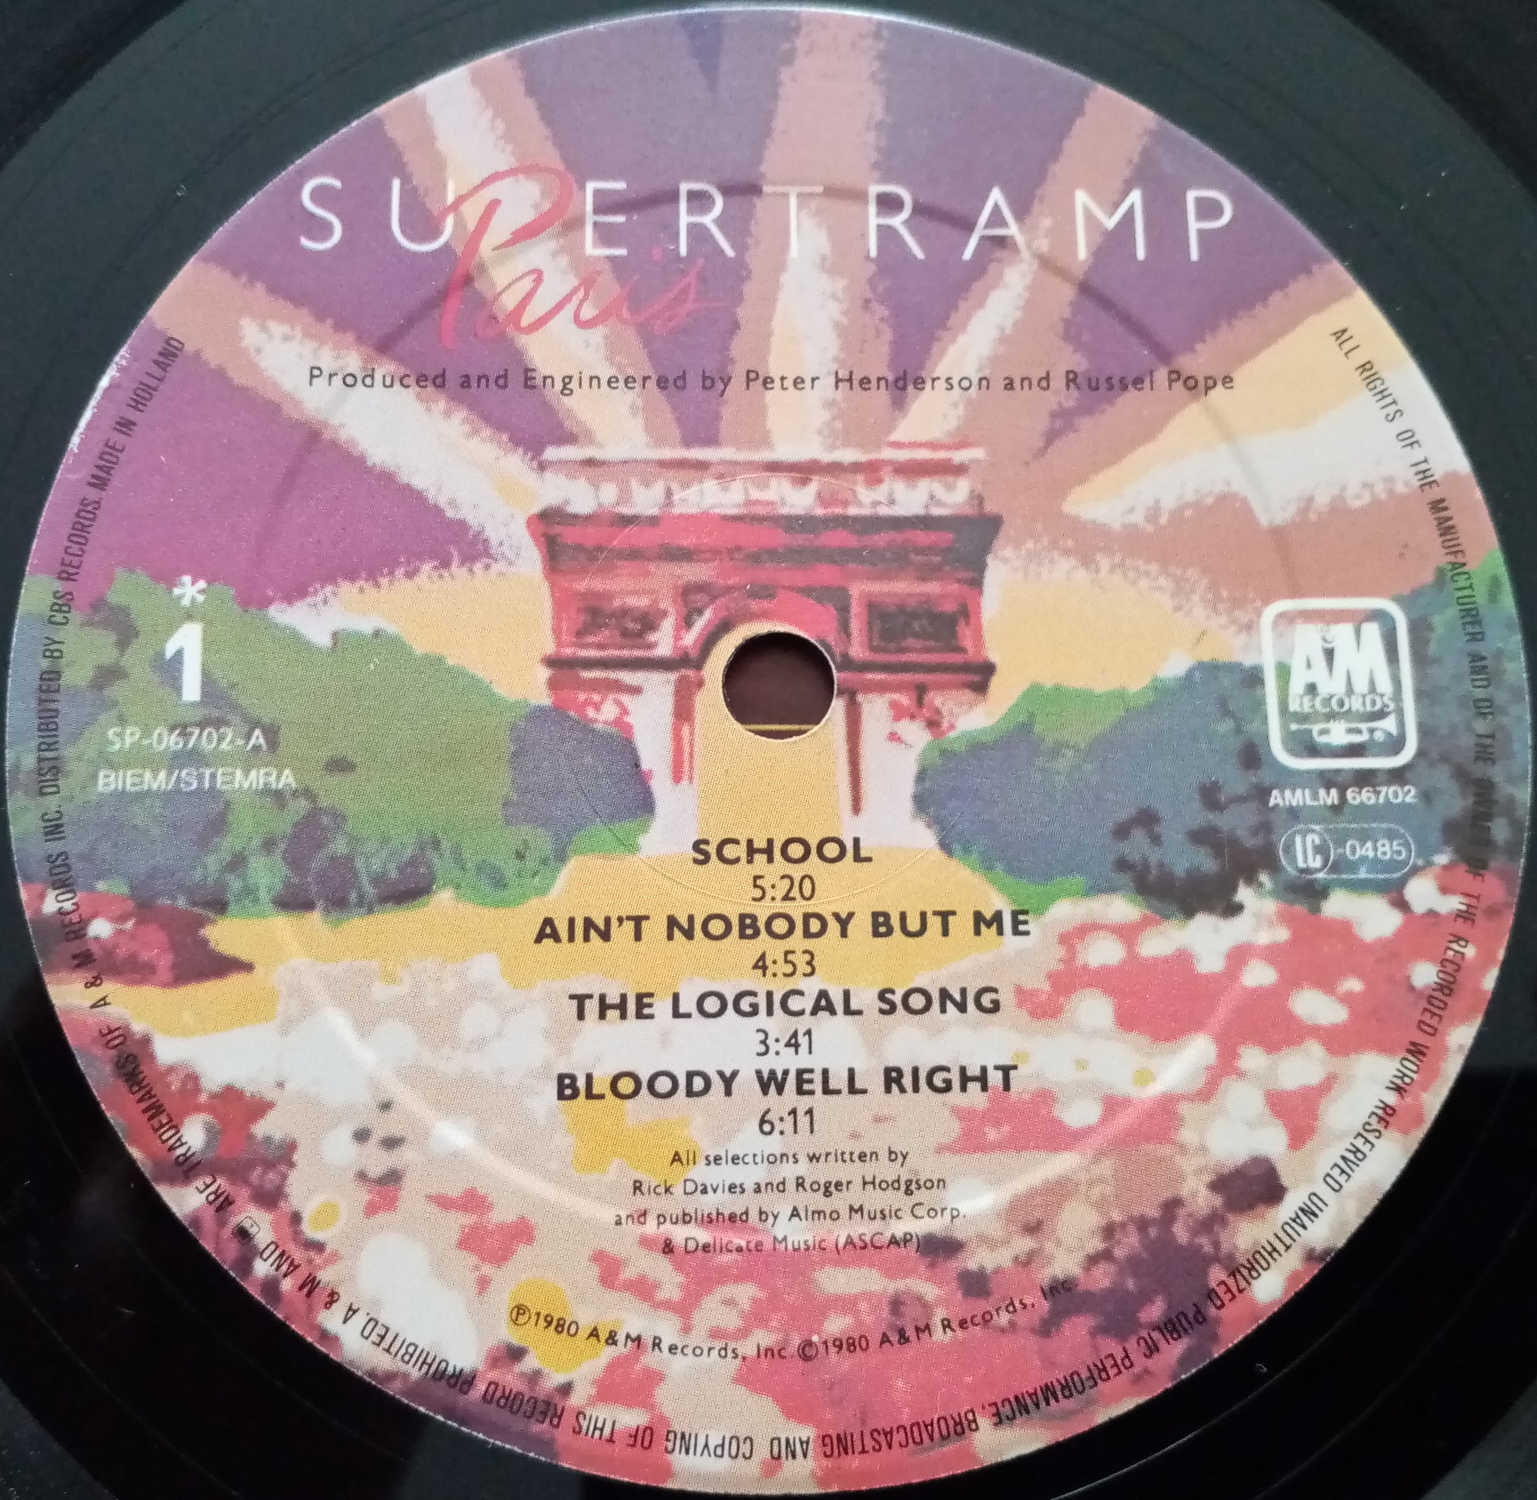 SUPERTRAMP
Paris
Produced and Engineered by Peter Henderson and Russel Pope
*
1
SP-06702-A
BIEM/STEMRA
A&M
RECORDS
®
AMLM 66702
LC-0485
SCHOOL
5:20
AIN'T NOBODY BUT ME
4:53
THE LOGICAL SONG
3:41
BLOODY WELL RIGHT
6:11
All selections written by
Rick Davies and Roger Hodgson
and published by Almo Music Corp.
& Delicate Music (ASCAP)
℗1980 A&M Records, Inc. ©1980 A&M Records, Inc.
ALL RIGHTS OF THE MANUFACTURER AND OF THE OWNER OF THE RECORDED WORK RESERVED UNAUTHORIZED PUBLIC PERFORMANCE, BROADCASTING AND COPYING OF THIS RECORD PROHIBITED. A & M AND ARE TRADEMARKS OF A & M RECORDS INC. DISTRIBUTED BY CBS RECORDS. MADE IN HOLLAND